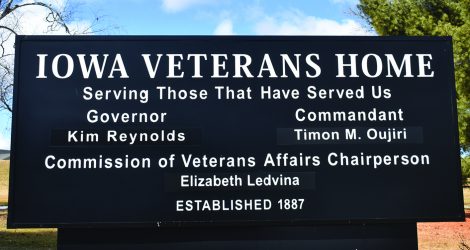 IOWA VETERANS HOME
Serving Those That Have Served Us
Governor Commandant
Kim Reynolds Timon M. Oujiri
Commission of Veterans Affairs Chairperson
Elizabeth Ledvina
ESTABLISHED 1887